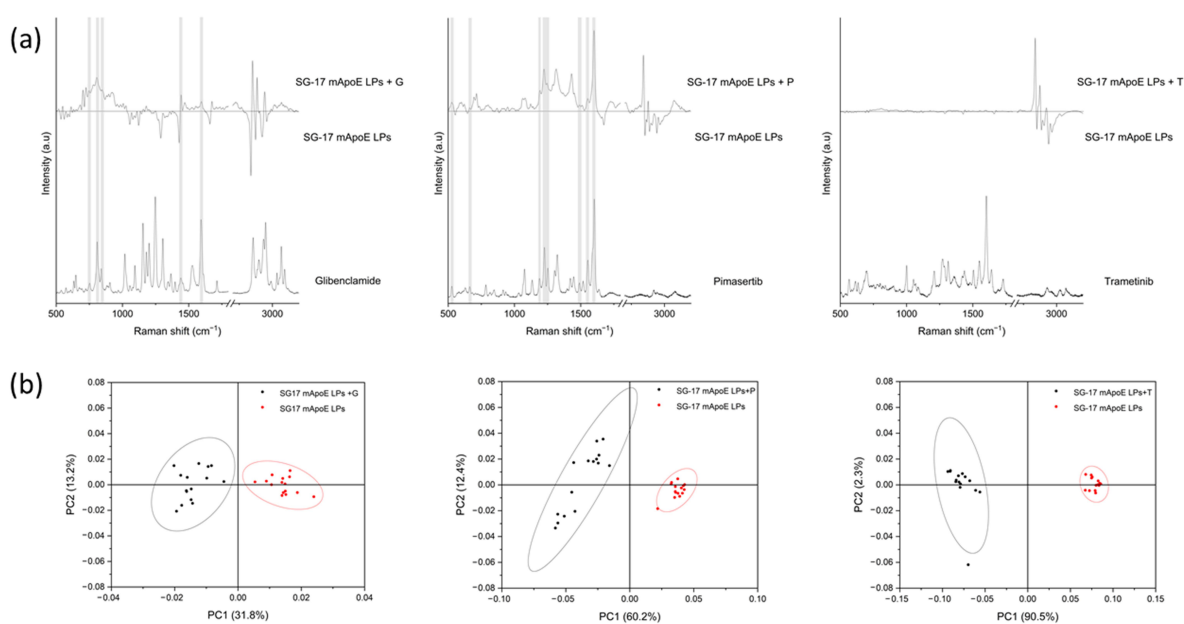 (a)
SG-17 mApoE LPs + G
SG-17 mApoE LPs
Glibenclamide
Intensity (a.u)
500 1000 1500 3000
Raman shift (cm⁻¹)
SG-17 mApoE LPs + P
SG-17 mApoE LPs
Pimasertib
Intensity (a.u)
500 1000 1500 3000
Raman shift (cm⁻¹)
SG-17 mApoE LPs + T
SG-17 mApoE LPs
Trametinib
Intensity (a.u)
500 1000 1500 3000
Raman shift (cm⁻¹)
(b)
SG17 mApoE LPs +G
SG17 mApoE LPs
PC2 (13.2%)
0.08
0.06
0.04
0.02
0.00
−0.02
−0.04
−0.06
−0.08
−0.04 −0.02 0.00 0.02 0.04
PC1 (31.8%)
SG-17 mApoE LPs+P
SG-17 mApoE LPs
PC2 (12.4%)
0.08
0.06
0.04
0.02
0.00
−0.02
−0.04
−0.06
−0.08
−0.10 −0.05 0.00 0.05 0.10
PC1 (60.2%)
SG-17 mApoE LPs+T
SG-17 mApoE LPs
PC2 (2.3%)
0.08
0.06
0.04
0.02
0.00
−0.02
−0.04
−0.06
−0.08
−0.15 −0.10 −0.05 0.00 0.05 0.10 0.15
PC1 (90.5%)